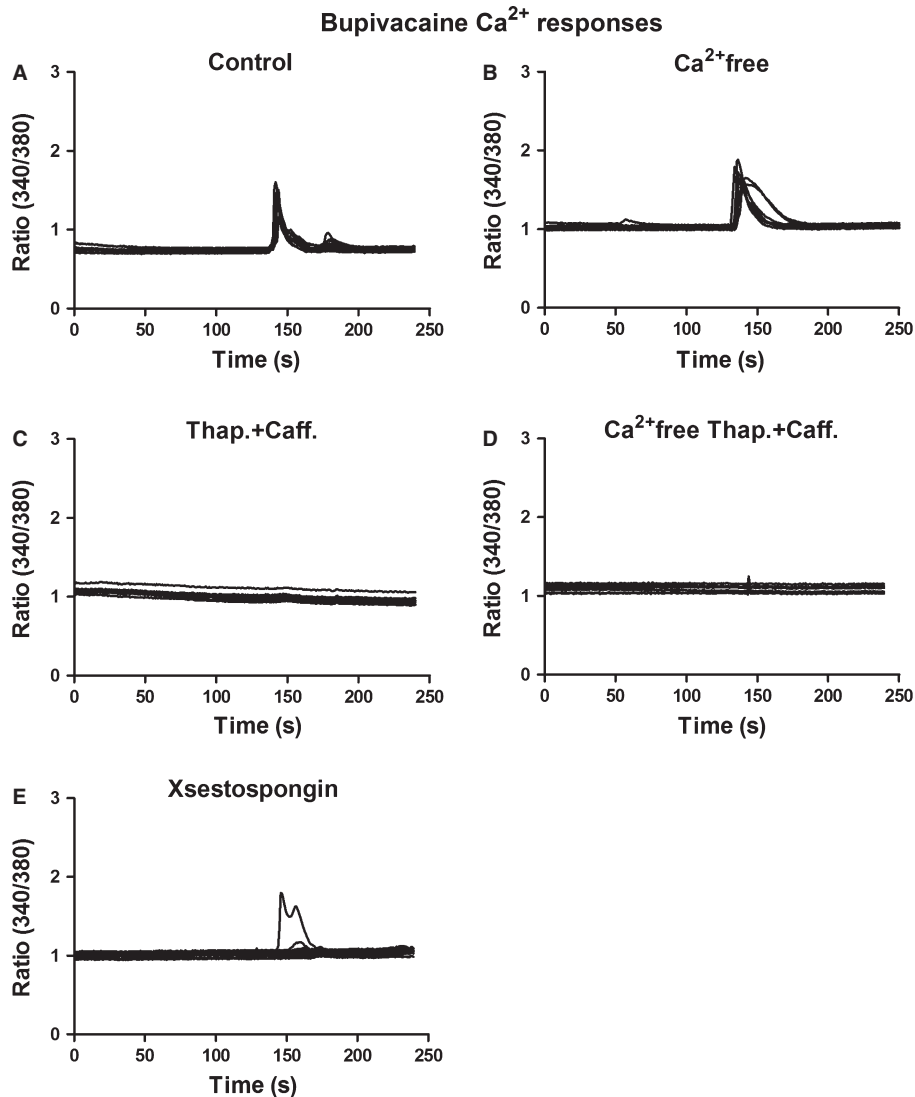 Bupivacaine Ca2+ responses
A
Control
3
2
1
0
Ratio (340/380)
0 50 100 150 200 250
Time (s)
B
Ca2+free
3
2
1
0
Ratio (340/380)
0 50 100 150 200 250
Time (s)
C
Thap.+Caff.
3
2
1
0
Ratio (340/380)
0 50 100 150 200 250
Time (s)
D
Ca2+free Thap.+Caff.
3
2
1
0
Ratio (340/380)
0 50 100 150 200 250
Time (s)
E
Xsestospongin
3
2
1
0
Ratio (340/380)
0 50 100 150 200 250
Time (s)